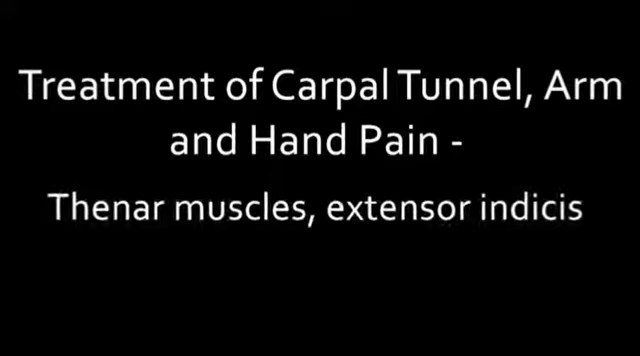 Treatment of Carpal Tunnel, Arm
and Hand Pain -
Thenar muscles, extensor indicis